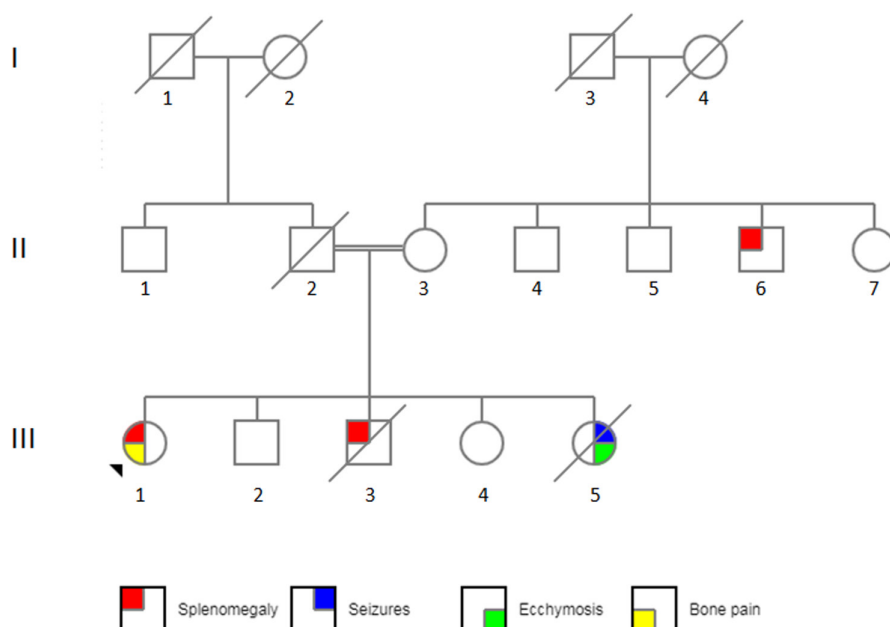 I
1 2 3 4
II
1 2 3 4 5 6 7
III
1 2 3 4 5
Splenomegaly Seizures Ecchymosis Bone pain